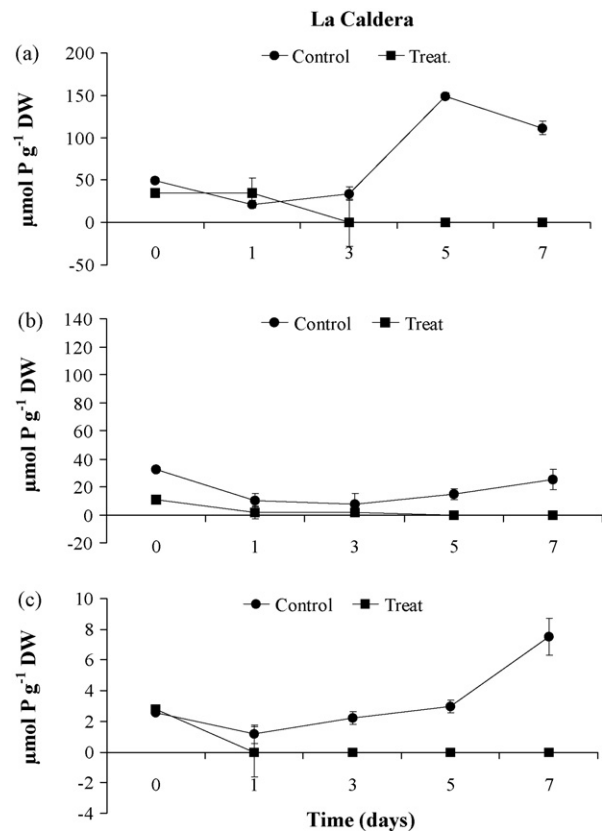 La Caldera
(a)
Control Treat.
200
150
100
50
0
-50
µmol P g-1 DW
0 1 3 5 7
(b)
Control Treat
140
120
100
80
60
40
20
0
-20
µmol P g-1 DW
0 1 3 5 7
(c)
Control Treat
8
6
4
2
0
-2
-4
µmol P g-1 DW
0 1 3 5 7
Time (days)